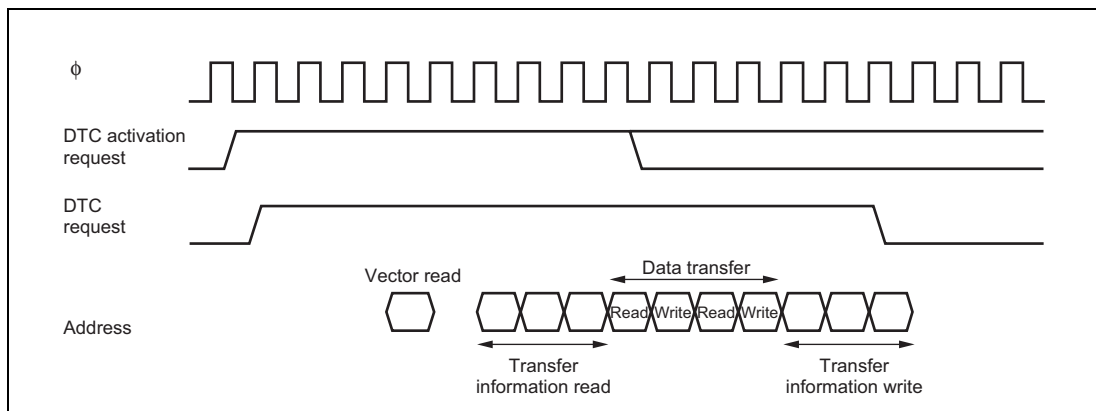 ϕ
DTC activation
request
DTC
request
Vector read
Data transfer
Address
Read Write Read Write
Transfer
information read
Transfer
information write